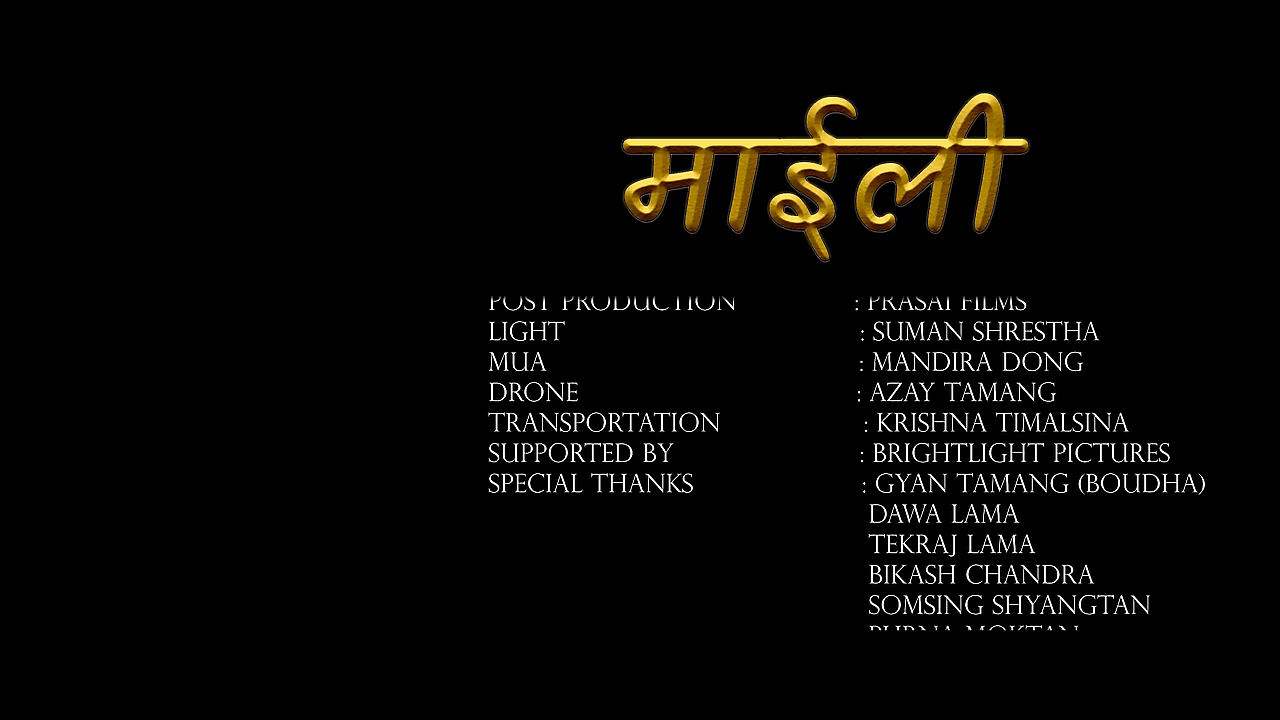 माईली
POST PRODUCTION : PRASAI FILMS
LIGHT : SUMAN SHRESTHA
MUA : MANDIRA DONG
DRONE : AZAY TAMANG
TRANSPORTATION : KRISHNA TIMALSINA
SUPPORTED BY : BRIGHTLIGHT PICTURES
SPECIAL THANKS : GYAN TAMANG (BOUDHA)
DAWA LAMA
TEKRAJ LAMA
BIKASH CHANDRA
SOMSING SHYANGTAN